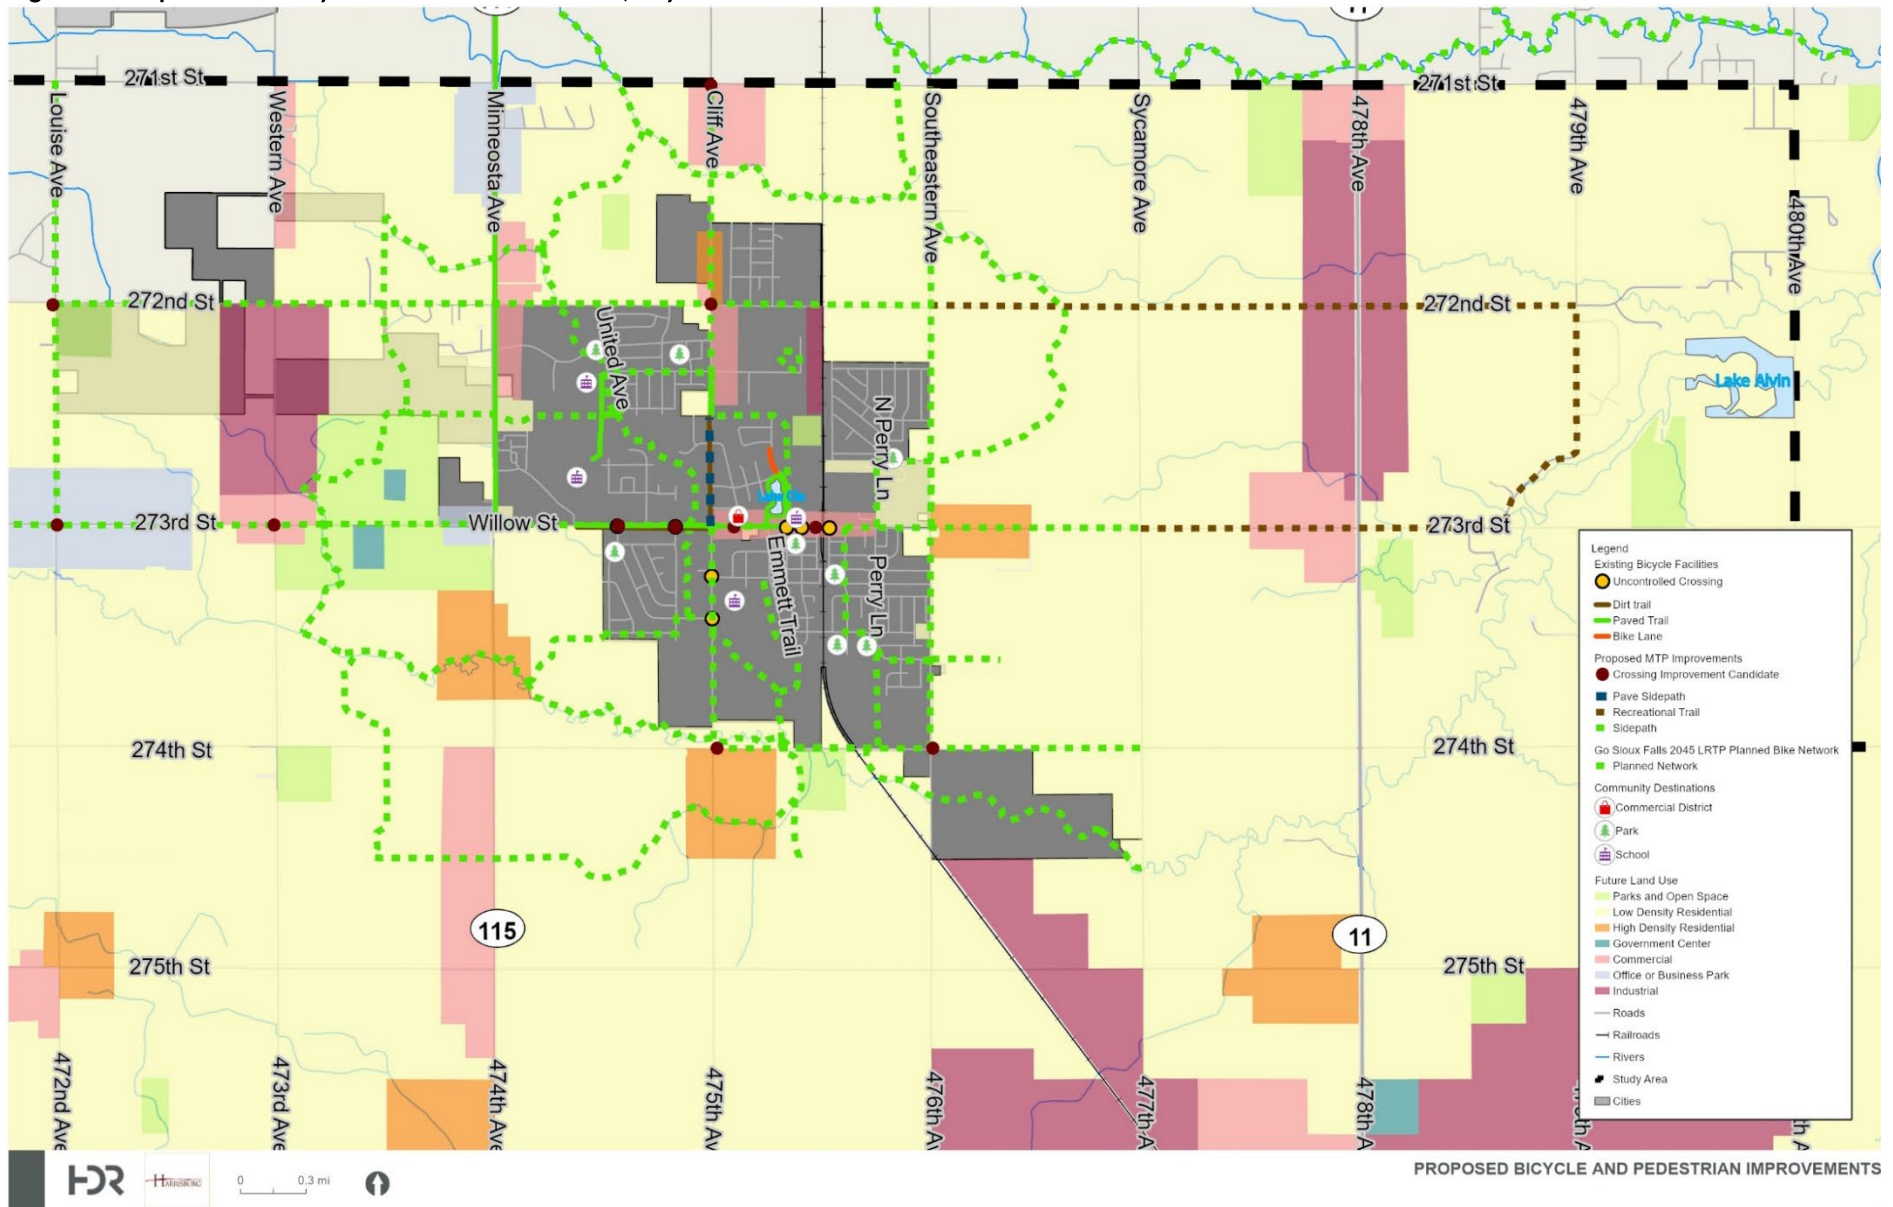 271st St
271st St
Louise Ave
Western Ave
Minneosta Ave
Cliff Ave
Southeastern Ave
Sycamore Ave
478th Ave
479th Ave
480th Ave
272nd St
272nd St
United Ave
N Perry Ln
Lake Alvin
273rd St
Willow St
273rd St
Emmett Trail
Perry Ln
274th St
274th St
115
11
275th St
275th St
472nd Ave
473rd Ave
474th Ave
475th Av
476th Av
477th A
478th A
th A
Legend
Existing Bicycle Facilities
Uncontrolled Crossing
Dirt trail
Paved Trail
Bike Lane
Proposed MTP Improvements
Crossing Improvement Candidate
Pave Sidepath
Recreational Trail
Sidepath
Go Sioux Falls 2045 LRTP Planned Bike Network
Planned Network
Community Destinations
Commercial District
Park
School
Future Land Use
Parks and Open Space
Low Density Residential
High Density Residential
Government Center
Commercial
Office or Business Park
Industrial
Roads
Railroads
Rivers
Study Area
Cities
HDR
HARRISBURG
0 0.3 mi
PROPOSED BICYCLE AND PEDESTRIAN IMPROVEMENTS